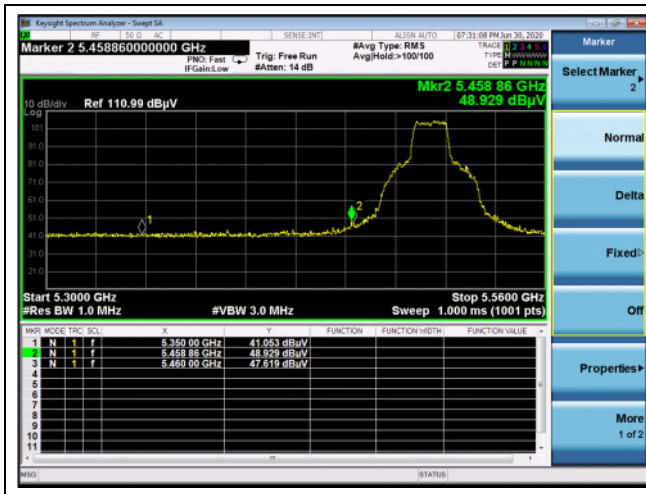 Keysight Spectrum Analyzer - Swept SA
RF 50 Ω AC SENSE:INT ALIGN AUTO 07:31:08 PM Jun 30, 2020
Marker 2 5.458860000000 GHz
PNO: Fast
IFGain:Low
Trig: Free Run
#Atten: 14 dB
#Avg Type: RMS
Avg|Hold:>100/100
TRACE 1 2 3 4 5 6
TYPE M
DET P P N N N N
Marker
Select Marker
2
Mkr2 5.458 86 GHz
48.929 dBµV
10 dB/div
Log
Ref 110.99 dBµV
101
91.0
81.0
71.0
61.0
51.0
41.0
31.0
21.0
1
2
Normal
Delta
Fixed
Off
Start 5.3000 GHz Stop 5.5600 GHz
#Res BW 1.0 MHz #VBW 3.0 MHz Sweep 1.000 ms (1001 pts)
MKR MODE TRC SCL X Y FUNCTION FUNCTION WIDTH FUNCTION VALUE
1 N 1 f 5.350 00 GHz 41.053 dBµV
2 N 1 f 5.458 86 GHz 48.929 dBµV
3 N 1 f 5.460 00 GHz 47.619 dBµV
4
5
6
7
8
9
10
11
Properties
More
1 of 2
MSG STATUS